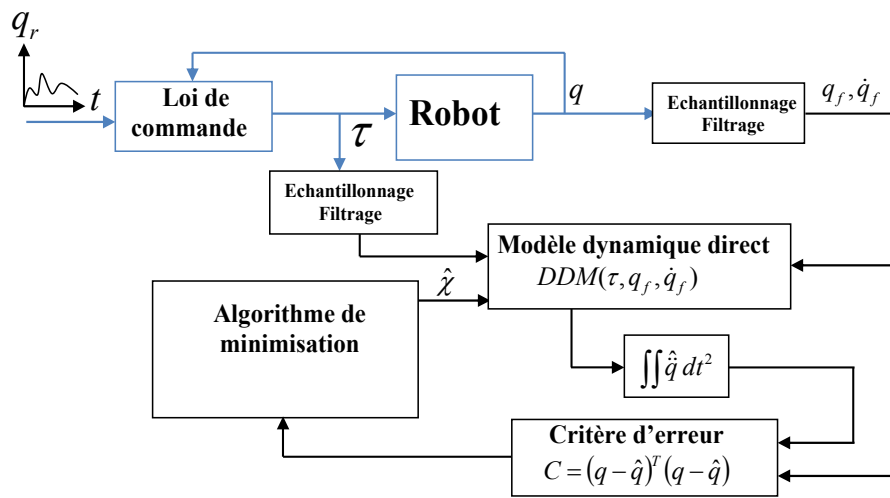 q_r
t
Loi de
commande
τ
Robot
q
Echantillonnage
Filtrage
q_f, q̇_f
Echantillonnage
Filtrage
Modèle dynamique direct
DDM(τ, q_f, q̇_f)
χ̂
Algorithme de
minimisation
∬ q̈̂ dt²
Critère d'erreur
C = (q − q̂)ᵀ (q − q̂)